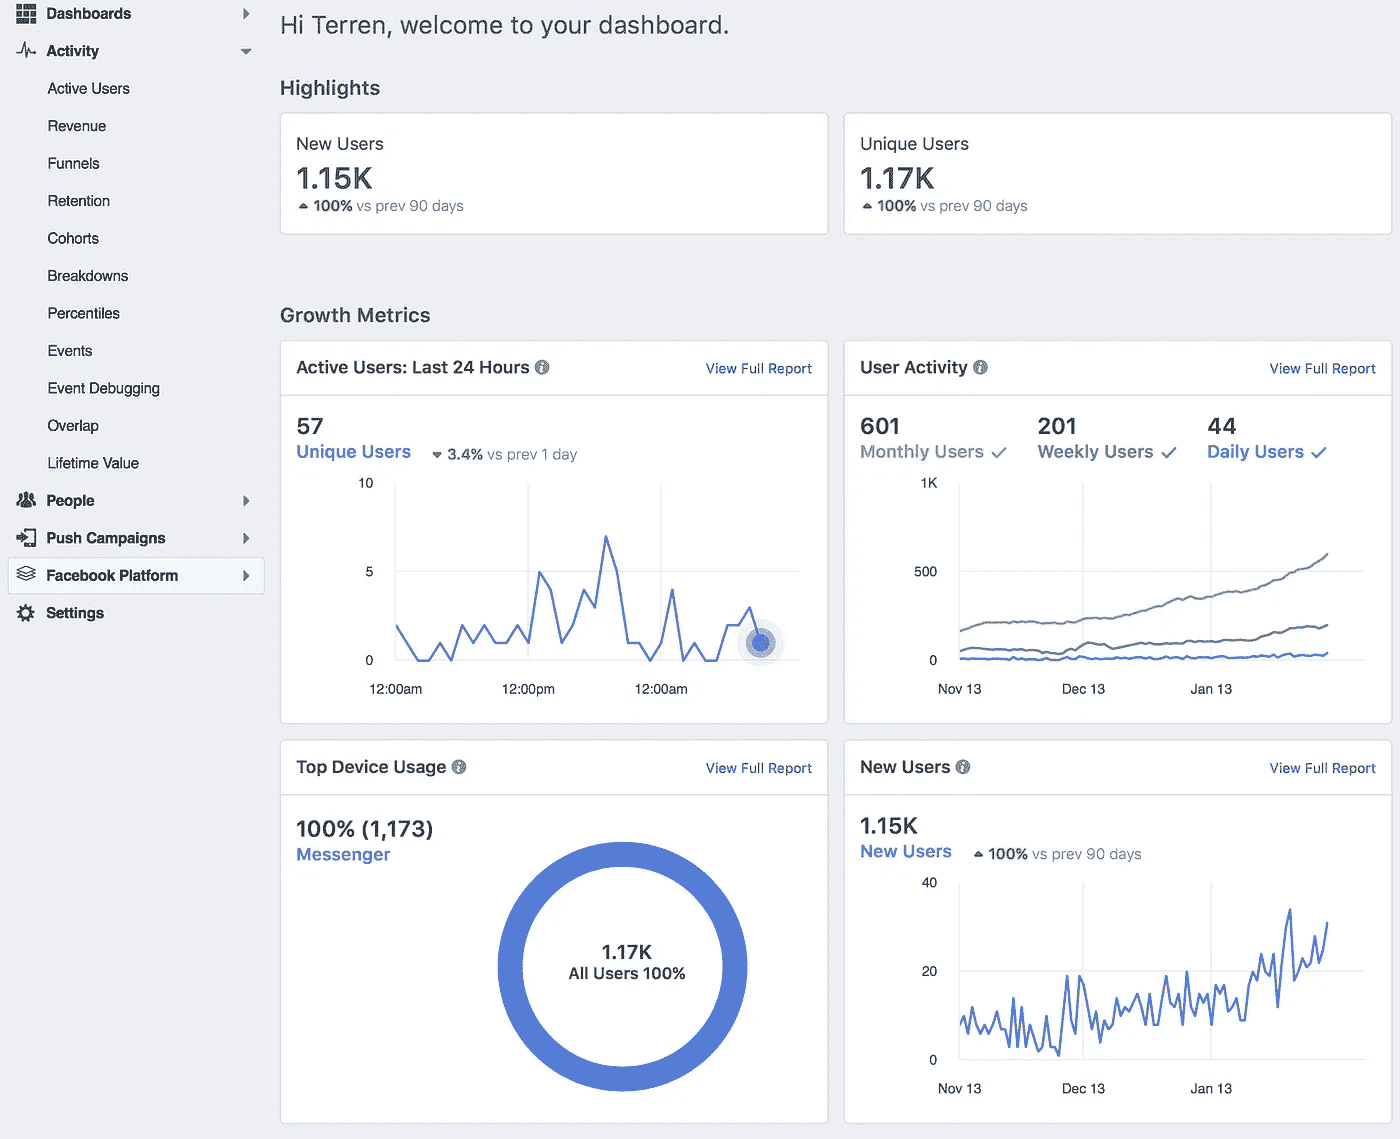 Dashboards
Activity
Active Users
Revenue
Funnels
Retention
Cohorts
Breakdowns
Percentiles
Events
Event Debugging
Overlap
Lifetime Value
People
Push Campaigns
Facebook Platform
Settings
Hi Terren, welcome to your dashboard.
Highlights
New Users
1.15K
100% vs prev 90 days
Unique Users
1.17K
100% vs prev 90 days
Growth Metrics
Active Users: Last 24 Hours
View Full Report
57
Unique Users
3.4% vs prev 1 day
10
5
0
12:00am 12:00pm 12:00am
User Activity
View Full Report
601 201 44
Monthly Users Weekly Users Daily Users
1K
500
0
Nov 13 Dec 13 Jan 13
Top Device Usage
View Full Report
100% (1,173)
Messenger
1.17K
All Users 100%
New Users
View Full Report
1.15K
New Users
100% vs prev 90 days
40
20
0
Nov 13 Dec 13 Jan 13